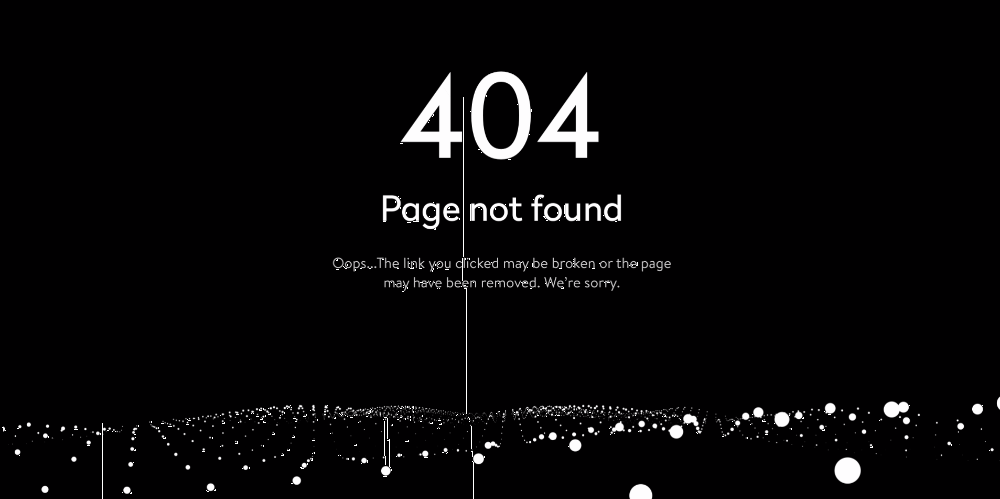 404
Page not found
Oops...The link you clicked may be broken or the page
may have been removed. We're sorry.